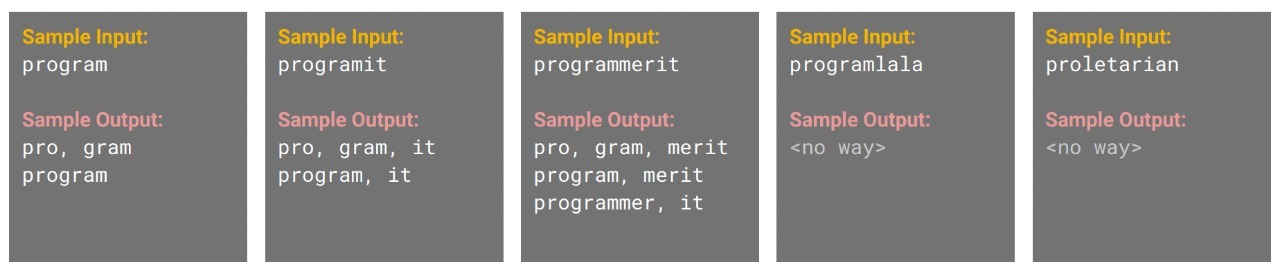 Sample Input:
program
Sample Output:
pro, gram
program
Sample Input:
programit
Sample Output:
pro, gram, it
program, it
Sample Input:
programmerit
Sample Output:
pro, gram, merit
program, merit
programmer, it
Sample Input:
programlala
Sample Output:
<no way>
Sample Input:
proletarian
Sample Output:
<no way>